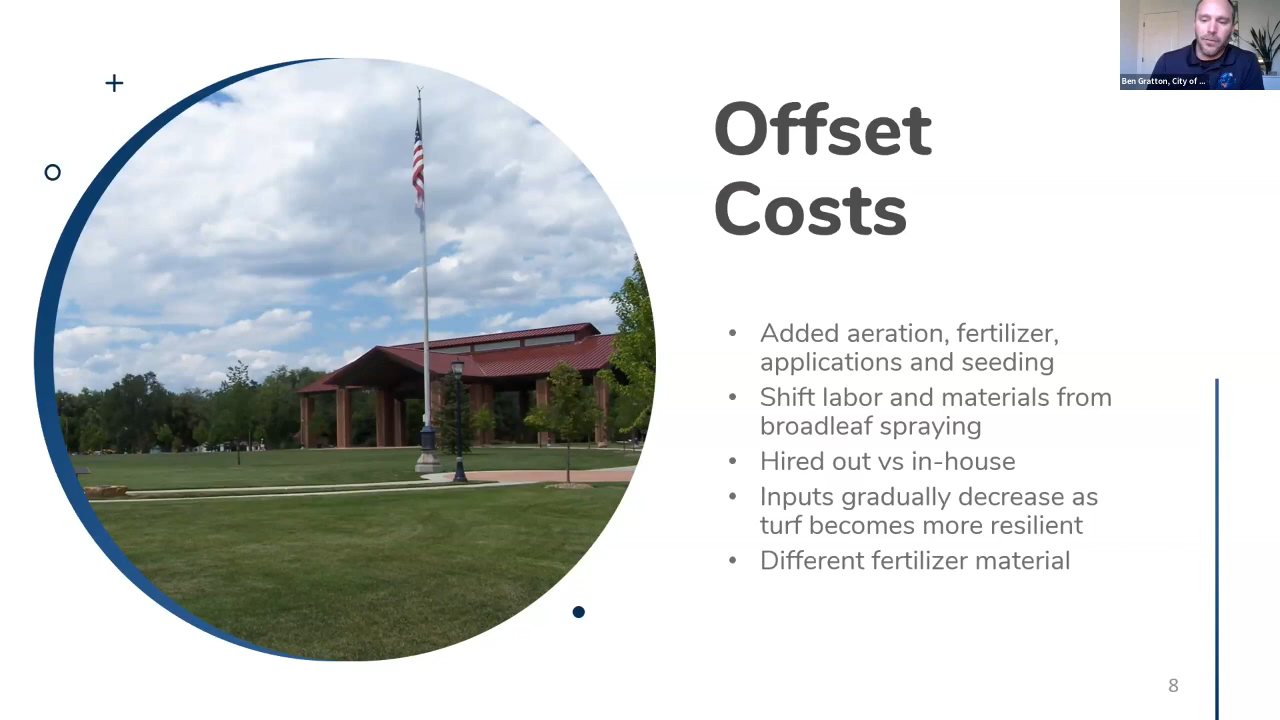 Ben Gratton, City of ...
Offset
Costs
• Added aeration, fertilizer,
applications and seeding
• Shift labor and materials from
broadleaf spraying
• Hired out vs in-house
• Inputs gradually decrease as
turf becomes more resilient
• Different fertilizer material
8